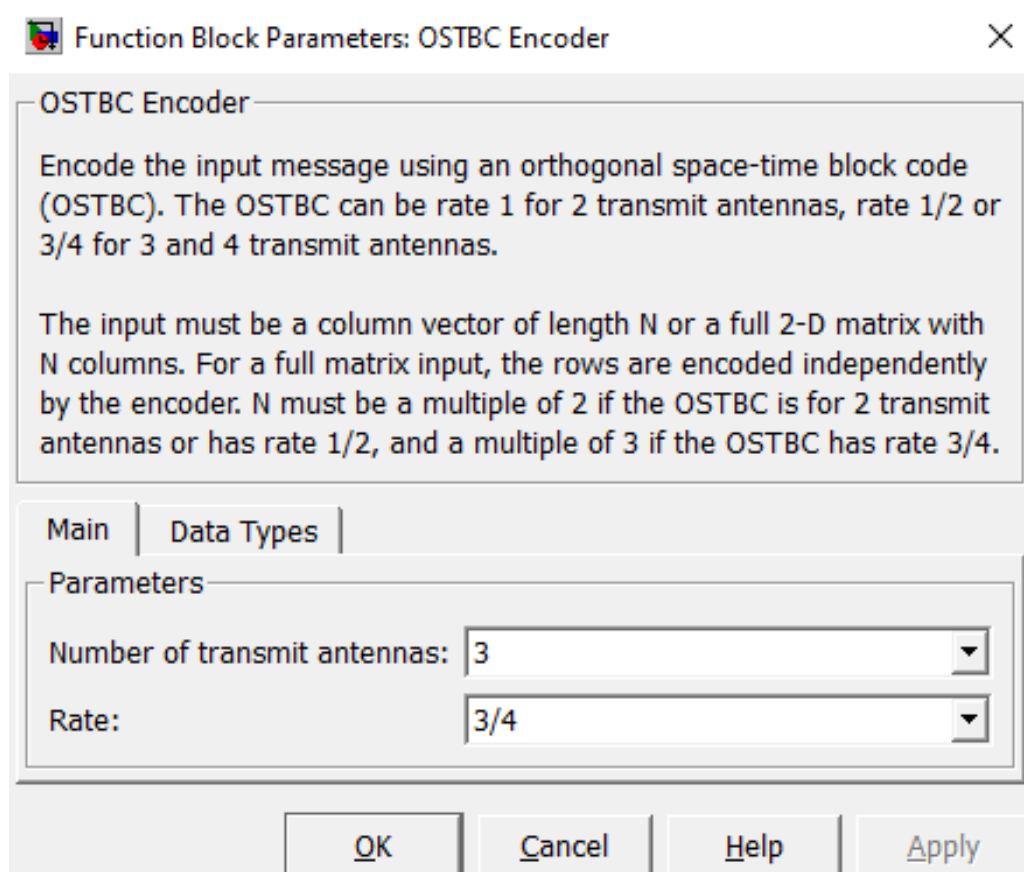 Function Block Parameters: OSTBC Encoder
OSTBC Encoder
Encode the input message using an orthogonal space-time block code
(OSTBC). The OSTBC can be rate 1 for 2 transmit antennas, rate 1/2 or
3/4 for 3 and 4 transmit antennas.
The input must be a column vector of length N or a full 2-D matrix with
N columns. For a full matrix input, the rows are encoded independently
by the encoder. N must be a multiple of 2 if the OSTBC is for 2 transmit
antennas or has rate 1/2, and a multiple of 3 if the OSTBC has rate 3/4.
Main Data Types
Parameters
Number of transmit antennas: 3
Rate: 3/4
OK Cancel Help Apply